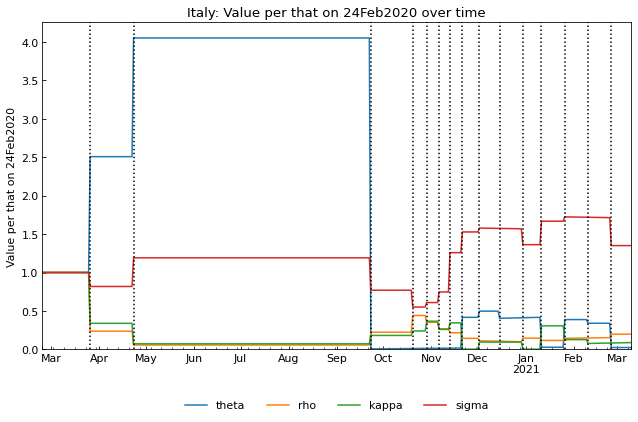 Italy: Value per that on 24Feb2020 over time
Value per that on 24Feb2020
4.0
3.5
3.0
2.5
2.0
1.5
1.0
0.5
0.0
Mar Apr May Jun Jul Aug Sep Oct Nov Dec Jan Feb Mar
2021
theta rho kappa sigma